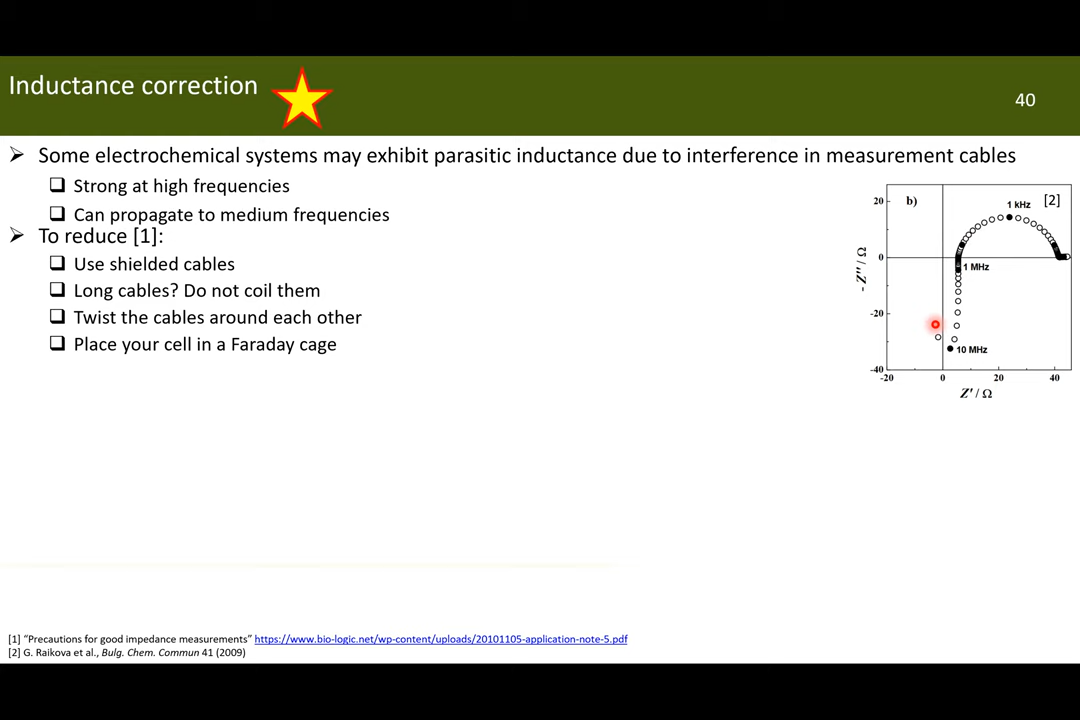 Inductance correction
40
➢ Some electrochemical systems may exhibit parasitic inductance due to interference in measurement cables
❑ Strong at high frequencies
❑ Can propagate to medium frequencies
➢ To reduce [1]:
❑ Use shielded cables
❑ Long cables? Do not coil them
❑ Twist the cables around each other
❑ Place your cell in a Faraday cage
b)
1 kHz
[2]
20
0
-20
-40
- Z'' / Ω
1 MHz
10 MHz
-20 0 20 40
Z' / Ω
[1] “Precautions for good impedance measurements” https://www.bio-logic.net/wp-content/uploads/20101105-application-note-5.pdf
[2] G. Raikova et al., Bulg. Chem. Commun 41 (2009)